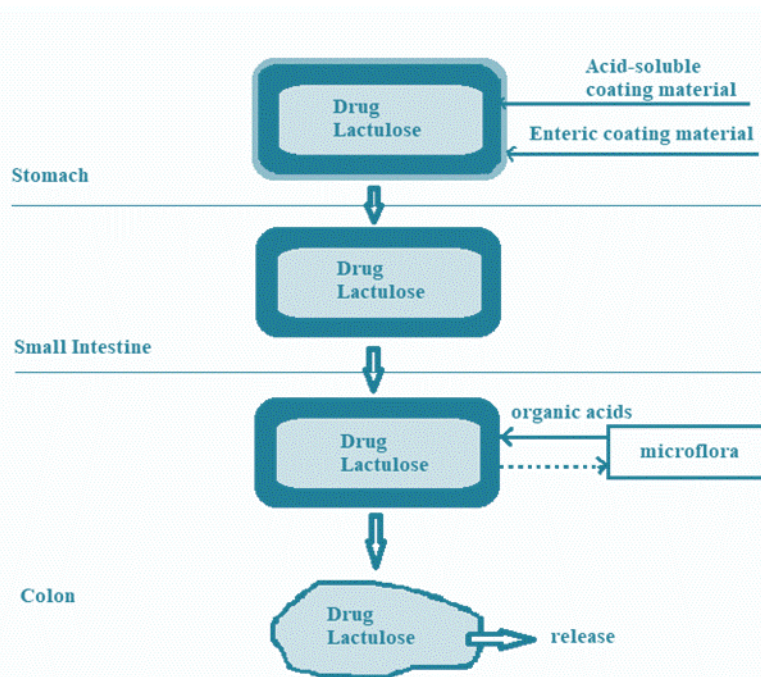 Acid-soluble
coating material
Drug
Lactulose
Enteric coating material
Stomach
Drug
Lactulose
Small Intestine
organic acids
Drug
Lactulose
microflora
Colon
Drug
Lactulose
release